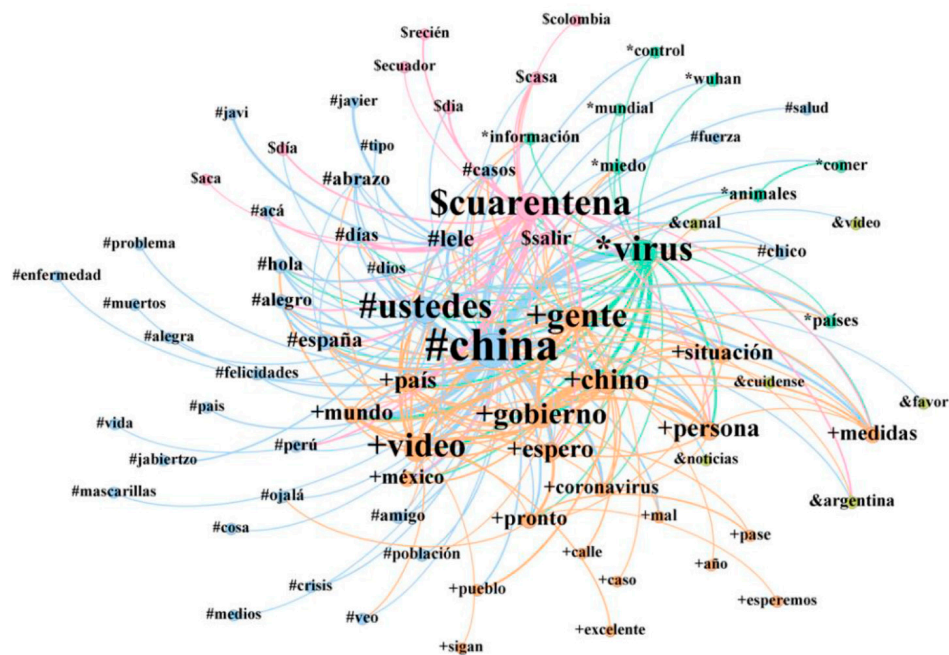 $colombia
$recién
*control
$ecuador
$casa
*wuhan
#javi
#javier
$dia
*mundial
#salud
#tipo
*información
#fuerza
$día
#casos
*miedo
*comer
$aca
#abrazo
*animales
$cuarentena
#acá
&canal
&vídeo
#días
#lele
$salir
*virus
#problema
#chico
#hola
#dios
#enfermedad
#muertos
#alegro
#ustedes
+gente
*países
#alegra
#españa
#china
+situación
#felicidades
+país
+chino
&cuidense
&favor
#pais
+mundo
+gobierno
#vida
+persona
+medidas
#perú
+video
+espero
#jabiertzo
&noticias
+méxico
#mascarillas
#ojalá
+coronavirus
&argentina
#cosa
#amigo
+pronto
+mal
+pase
#población
+calle
+año
#crisis
+pueblo
+caso
#medios
#veo
+esperemos
+excelente
+sigan